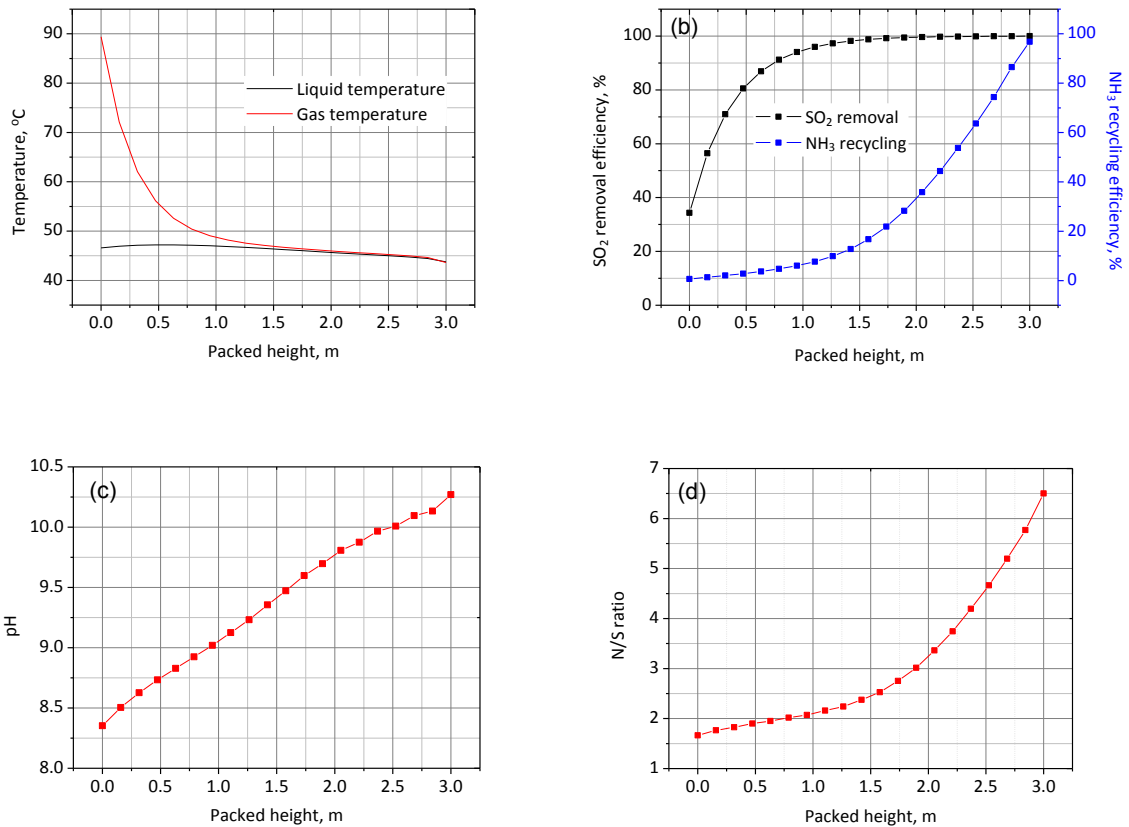 90
80
70
60
50
40
Temperature, °C
Liquid temperature
Gas temperature
0.0 0.5 1.0 1.5 2.0 2.5 3.0
Packed height, m
(b)
100
80
60
40
20
0
SO₂ removal efficiency, %
SO₂ removal
NH₃ recycling
100
80
60
40
20
0
NH₃ recycling efficiency, %
0.0 0.5 1.0 1.5 2.0 2.5 3.0
Packed height, m
(c)
10.5
10.0
9.5
9.0
8.5
8.0
pH
0.0 0.5 1.0 1.5 2.0 2.5 3.0
Packed height, m
(d)
7
6
5
4
3
2
1
N/S ratio
0.0 0.5 1.0 1.5 2.0 2.5 3.0
Packed height, m